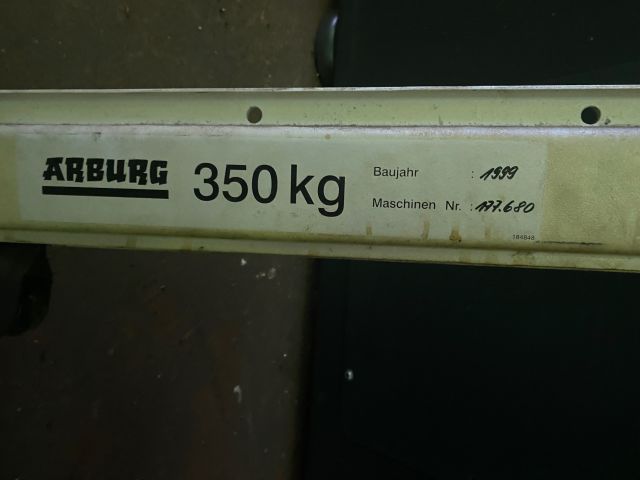 ARBURG 350 kg
Baujahr : 1999
Maschinen Nr. : 177.680
184848